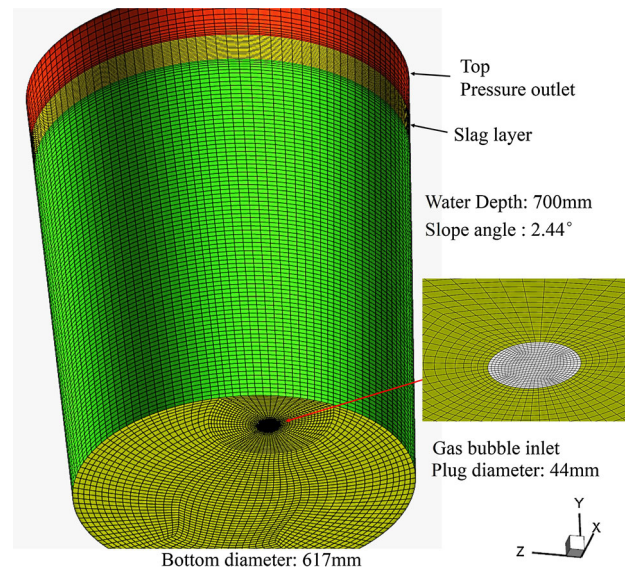 Top
Pressure outlet
Slag layer
Water Depth: 700mm
Slope angle : 2.44°
Gas bubble inlet
Plug diameter: 44mm
Y
X
Z
Bottom diameter: 617mm